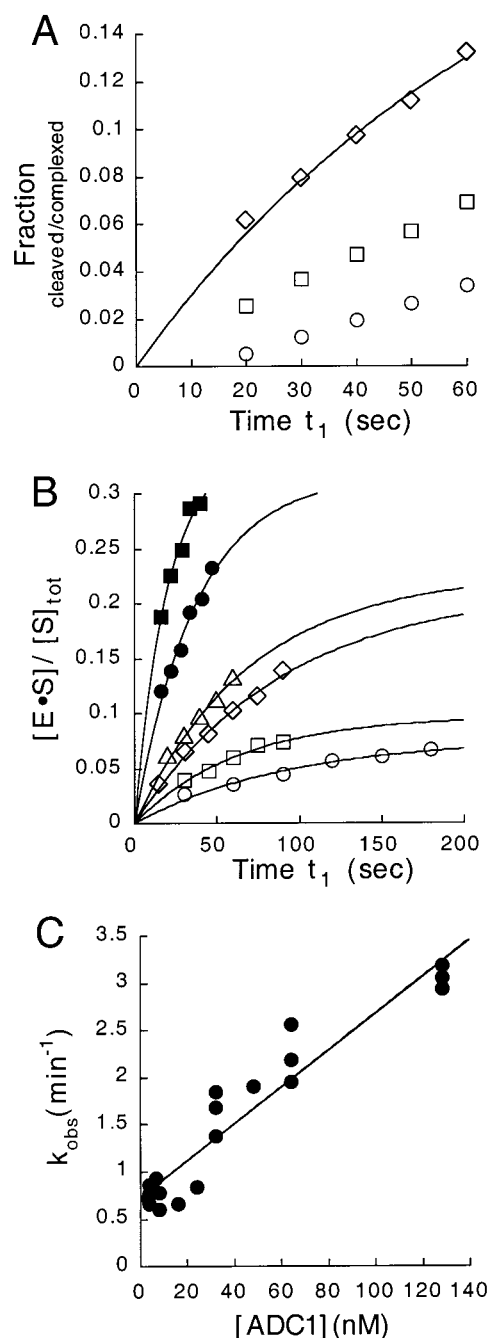 A
0.14
0.12
0.1
0.08
0.06
0.04
0.02
0
Fraction
cleaved/complexed
0 10 20 30 40 50 60
Time t₁ (sec)
B
0.3
0.25
0.2
0.15
0.1
0.05
0
[E•S]/[S]tot
0 50 100 150 200
Time t₁ (sec)
C
3.5
3
2.5
2
1.5
1
0.5
0
kobs(min⁻¹)
0 20 40 60 80 100 120 140
[ADC1](nM)